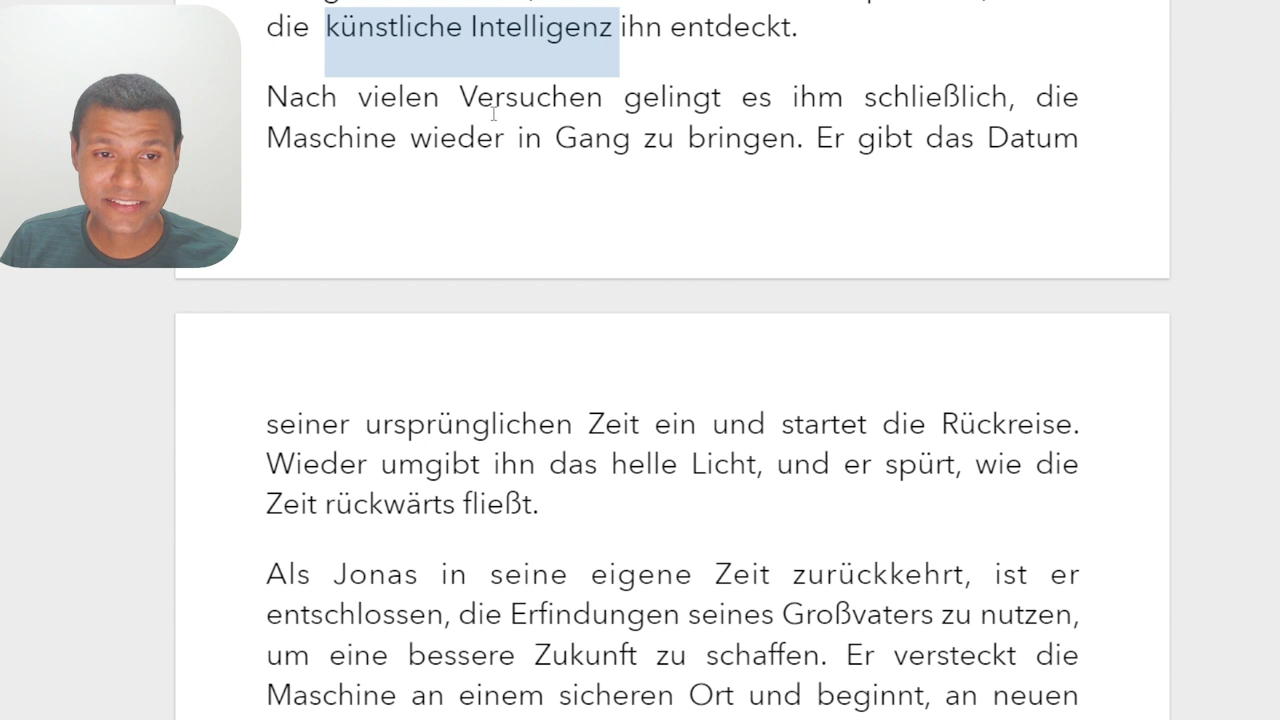 die künstliche Intelligenz ihn entdeckt.
Nach vielen Versuchen gelingt es ihm schließlich, die
Maschine wieder in Gang zu bringen. Er gibt das Datum
seiner ursprünglichen Zeit ein und startet die Rückreise.
Wieder umgibt ihn das helle Licht, und er spürt, wie die
Zeit rückwärts fließt.
Als Jonas in seine eigene Zeit zurückkehrt, ist er
entschlossen, die Erfindungen seines Großvaters zu nutzen,
um eine bessere Zukunft zu schaffen. Er versteckt die
Maschine an einem sicheren Ort und beginnt, an neuen